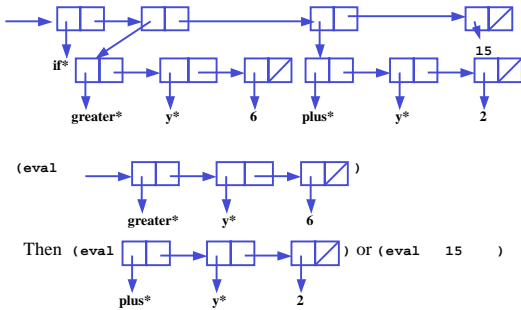 15
if*
greater* y* 6 plus* y* 2
(eval )
greater* y* 6
Then (eval ) or (eval 15 )
plus* y* 2